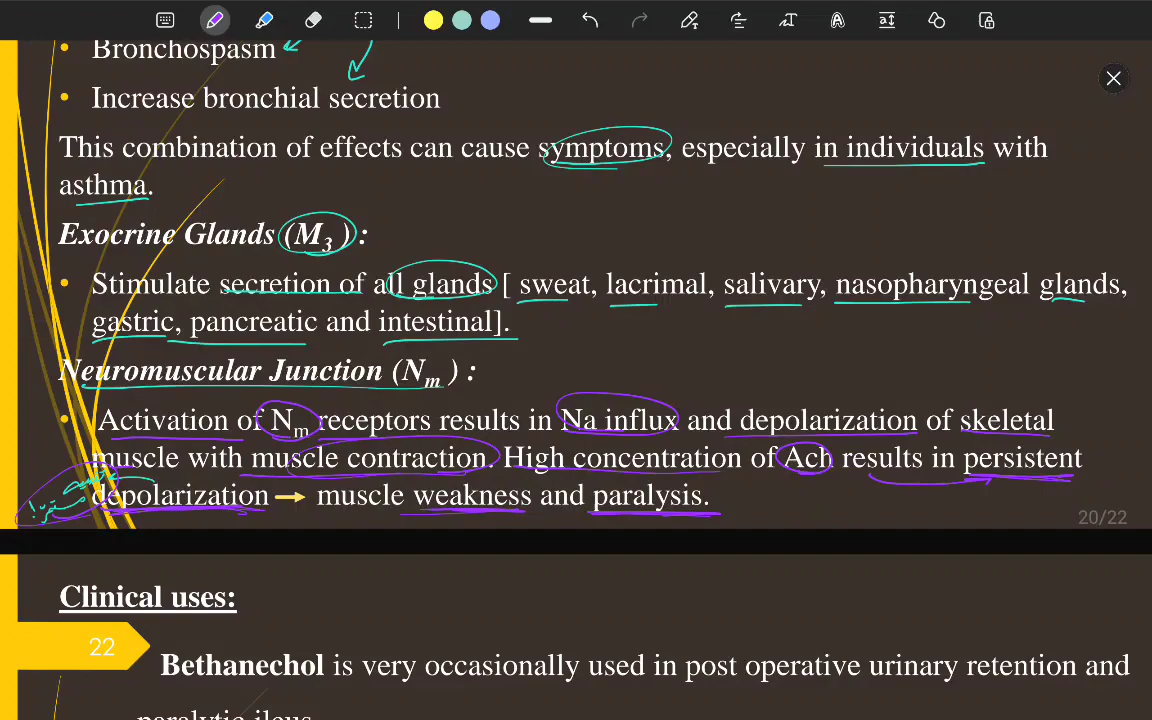 Bronchospasm
• Increase bronchial secretion
This combination of effects can cause symptoms, especially in individuals with
asthma.
Exocrine Glands (M3 ) :
• Stimulate secretion of all glands [ sweat, lacrimal, salivary, nasopharyngeal glands,
gastric, pancreatic and intestinal].
Neuromuscular Junction (Nm ) :
• Activation of Nm receptors results in Na influx and depolarization of skeletal
muscle with muscle contraction. High concentration of Ach results in persistent
depolarization → muscle weakness and paralysis.
20/22
Clinical uses:
22
Bethanechol is very occasionally used in post operative urinary retention and
paralytic ileus